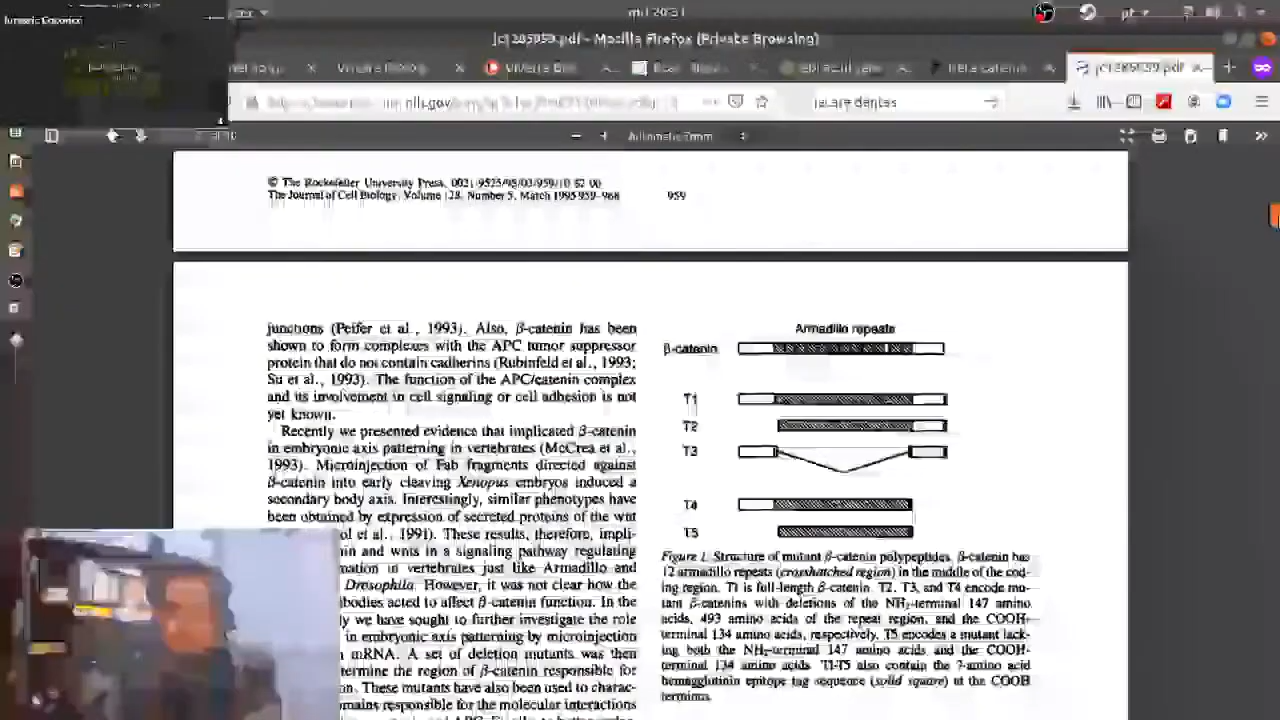 [c1285959.pdf - Mozilla Firefox (Private Browsing)
jacare dentes
Automatic Zoom
© The Rockefeller University Press, 0021-9525/95/03/959/10 $2.00
The Journal of Cell Biology, Volume 128, Number 5, March 1995 959-968
959
junctions (Peifer et al., 1993). Also, β-catenin has been
shown to form complexes with the APC tumor suppressor
protein that do not contain cadherins (Rubinfeld et al., 1993;
Su et al., 1993). The function of the APC/catenin complex
and its involvement in cell signaling or cell adhesion is not
yet known.
Recently we presented evidence that implicated β-catenin
in embryonic axis patterning in vertebrates (McCrea et al.,
1993). Microinjection of Fab fragments directed against
β-catenin into early cleaving Xenopus embryos induced a
secondary body axis. Interestingly, similar phenotypes have
been obtained by expression of secreted proteins of the wnt
ol et al., 1991). These results, therefore, impli-
nin and wnts in a signaling pathway regulating
mation in vertebrates just like Armadillo and
Drosophila. However, it was not clear how the
bodies acted to affect β-catenin function. In the
ly we have sought to further investigate the role
in embryonic axis patterning by microinjection
mRNA. A set of deletion mutants was then
termine the region of β-catenin responsible for
on. These mutants have also been used to charac-
mains responsible for the molecular interactions
Armadillo repeats
β-catenin
T1
T2
T3
T4
T5
Figure 1. Structure of mutant β-catenin polypeptides. β-catenin has
12 armadillo repeats (crosshatched region) in the middle of the cod-
ing region. T1 is full-length β-catenin. T2, T3, and T4 encode mu-
tant β-catenins with deletions of the NH₂-terminal 147 amino
acids, 493 amino acids of the repeat region, and the COOH-
terminal 134 amino acids, respectively. T5 encodes a mutant lack-
ing both the NH₂-terminal 147 amino acids and the COOH-
terminal 134 amino acids. T1-T5 also contain the 7-amino acid
hemagglutinin epitope tag sequence (solid square) at the COOH
terminus.